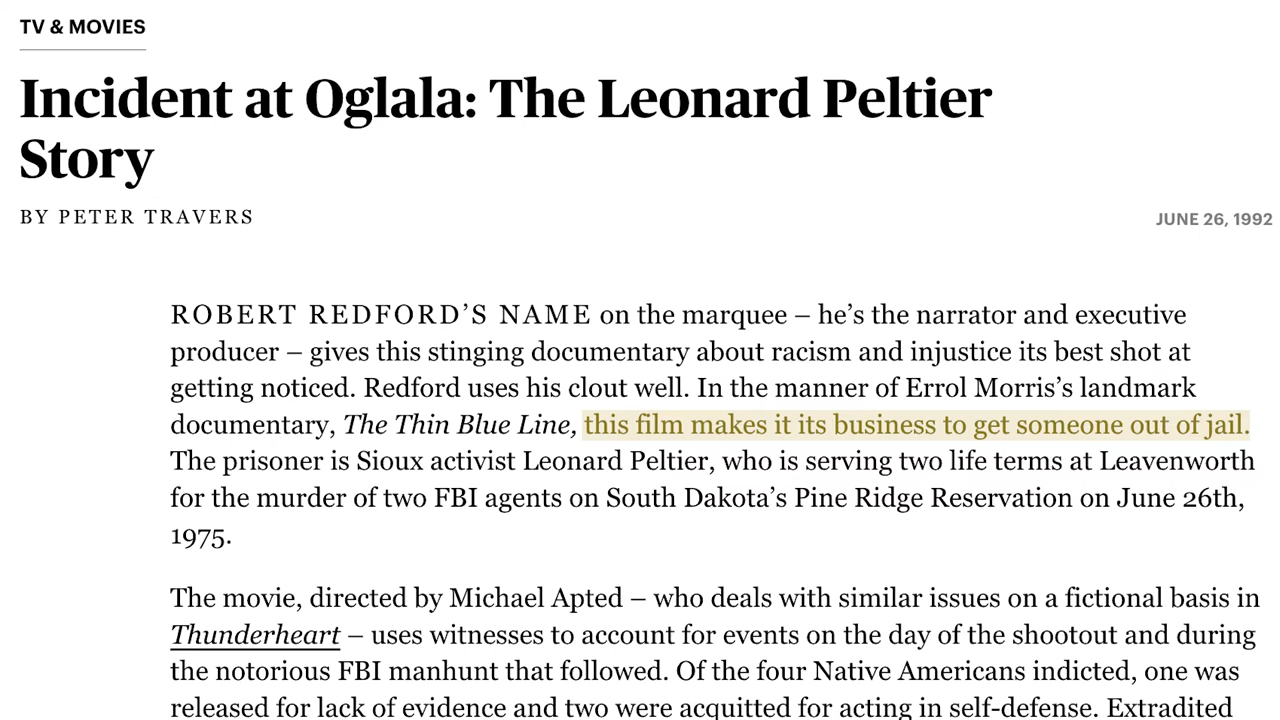 TV & MOVIES
Incident at Oglala: The Leonard Peltier
Story
BY PETER TRAVERS
JUNE 26, 1992
ROBERT REDFORD’S NAME on the marquee – he’s the narrator and executive
producer – gives this stinging documentary about racism and injustice its best shot at
getting noticed. Redford uses his clout well. In the manner of Errol Morris’s landmark
documentary, The Thin Blue Line, this film makes it its business to get someone out of jail.
The prisoner is Sioux activist Leonard Peltier, who is serving two life terms at Leavenworth
for the murder of two FBI agents on South Dakota’s Pine Ridge Reservation on June 26th,
1975.
The movie, directed by Michael Apted – who deals with similar issues on a fictional basis in
Thunderheart – uses witnesses to account for events on the day of the shootout and during
the notorious FBI manhunt that followed. Of the four Native Americans indicted, one was
released for lack of evidence and two were acquitted for acting in self-defense. Extradited